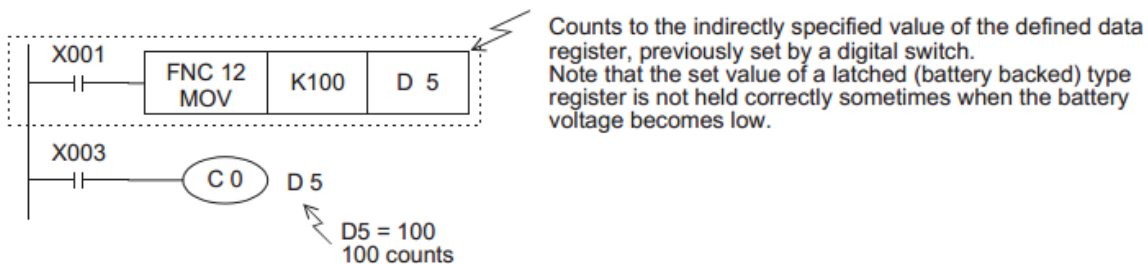 Counts to the indirectly specified value of the defined data
register, previously set by a digital switch.
Note that the set value of a latched (battery backed) type
register is not held correctly sometimes when the battery
voltage becomes low.
X001
FNC 12
MOV
K100
D 5
X003
C 0
D 5
D5 = 100
100 counts